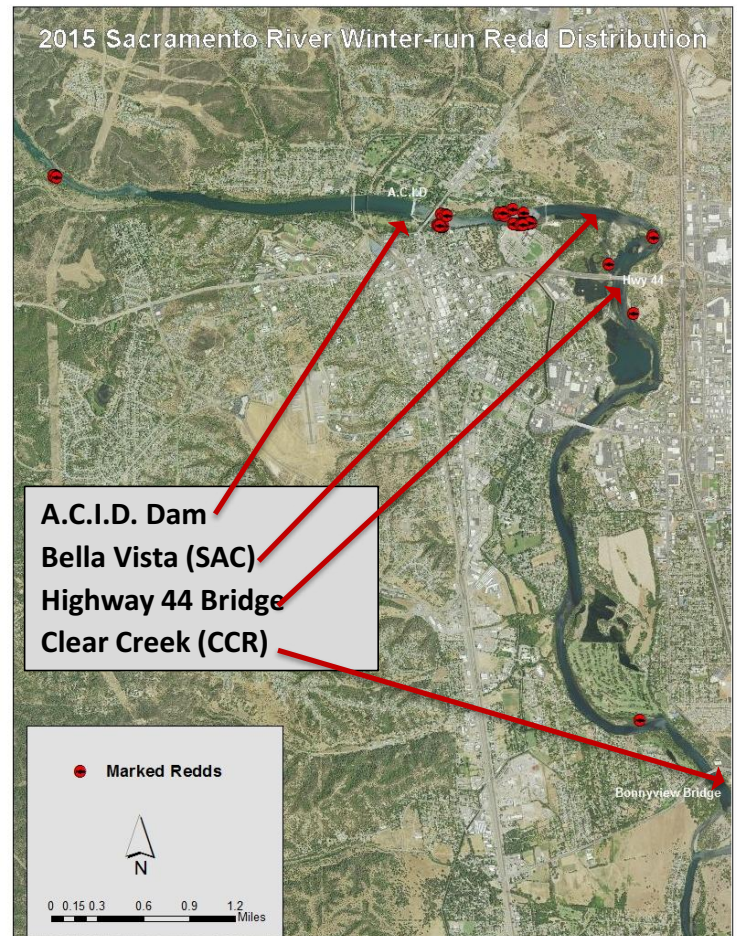 2015 Sacramento River Winter-run Redd Distribution
A.C.I.D
Hwy 44
A.C.I.D. Dam
Bella Vista (SAC)
Highway 44 Bridge
Clear Creek (CCR)
Bonnyview Bridge
Marked Redds
N
0 0.15 0.3 0.6 0.9 1.2
Miles